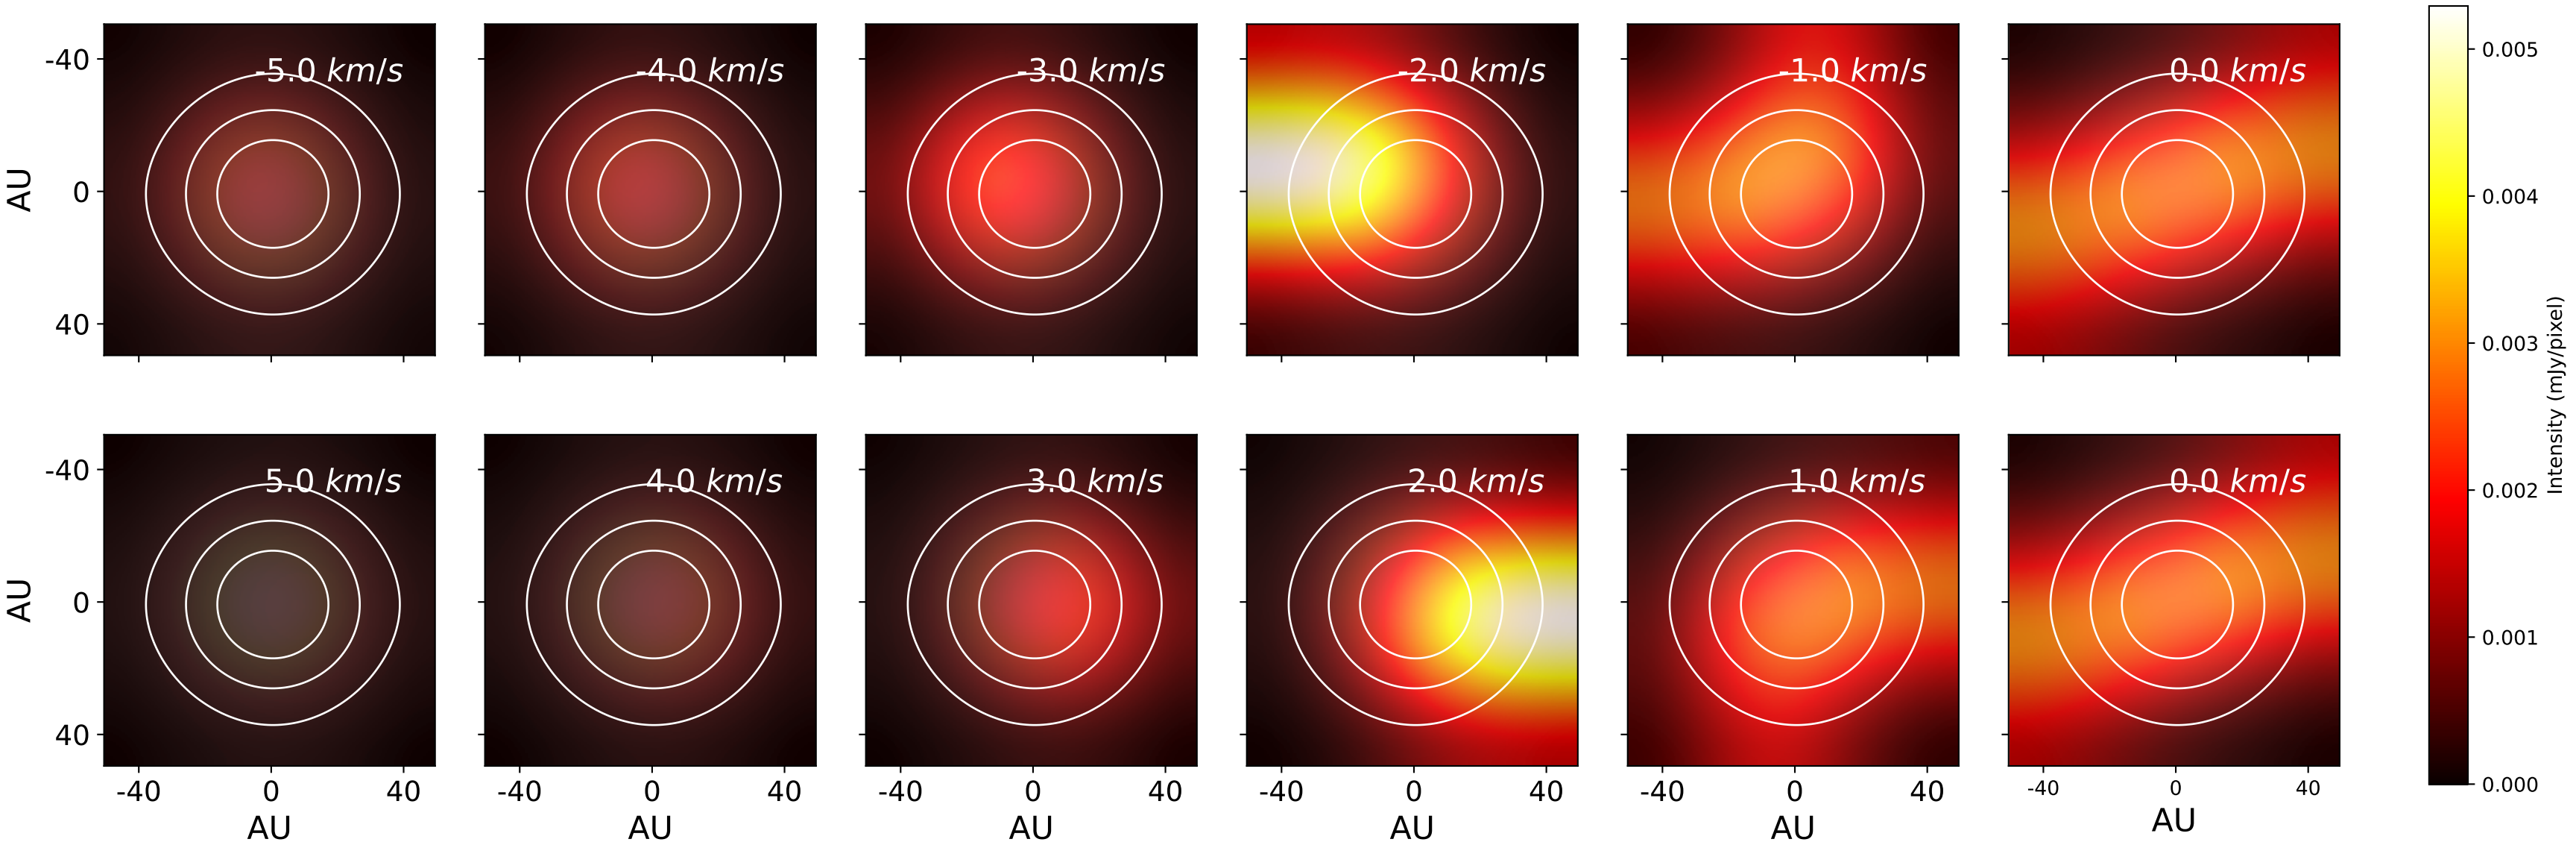 -40
0
40
AU
-5.0 km/s
-4.0 km/s
-3.0 km/s
-2.0 km/s
-1.0 km/s
0.0 km/s
-40
0
40
AU
5.0 km/s
4.0 km/s
3.0 km/s
2.0 km/s
1.0 km/s
0.0 km/s
-40 0 40
-40 0 40
-40 0 40
-40 0 40
-40 0 40
-40 0 40
AU
AU
AU
AU
AU
AU
0.005
0.004
0.003
0.002
0.001
0.000
Intensity (mJy/pixel)